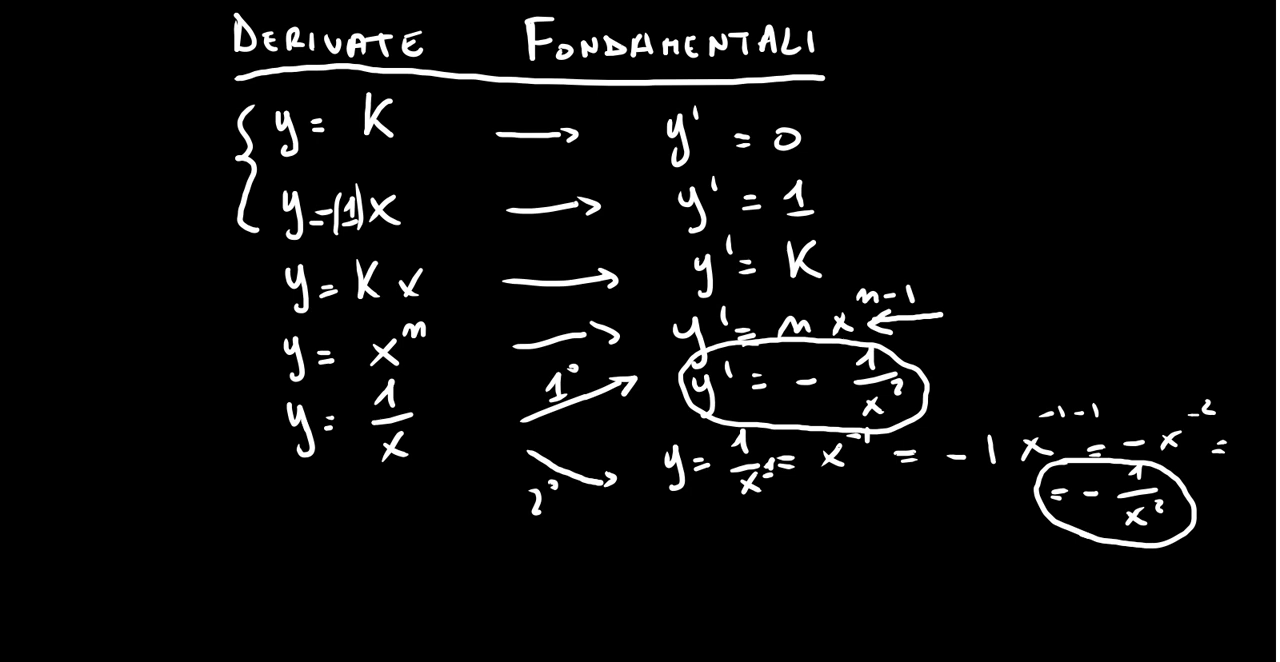 DERIVATE FONDAMENTALI
y = K → y' = 0
y = (1)x → y' = 1
y = K x → y' = K
y = x^n → y' = n x^{n-1} ←
y = 1/x 1° → y' = - 1/x²
2° → y = 1/x¹ = x^{-1} = -1 x^{-1-1} = - x^{-2} =
= - 1/x²